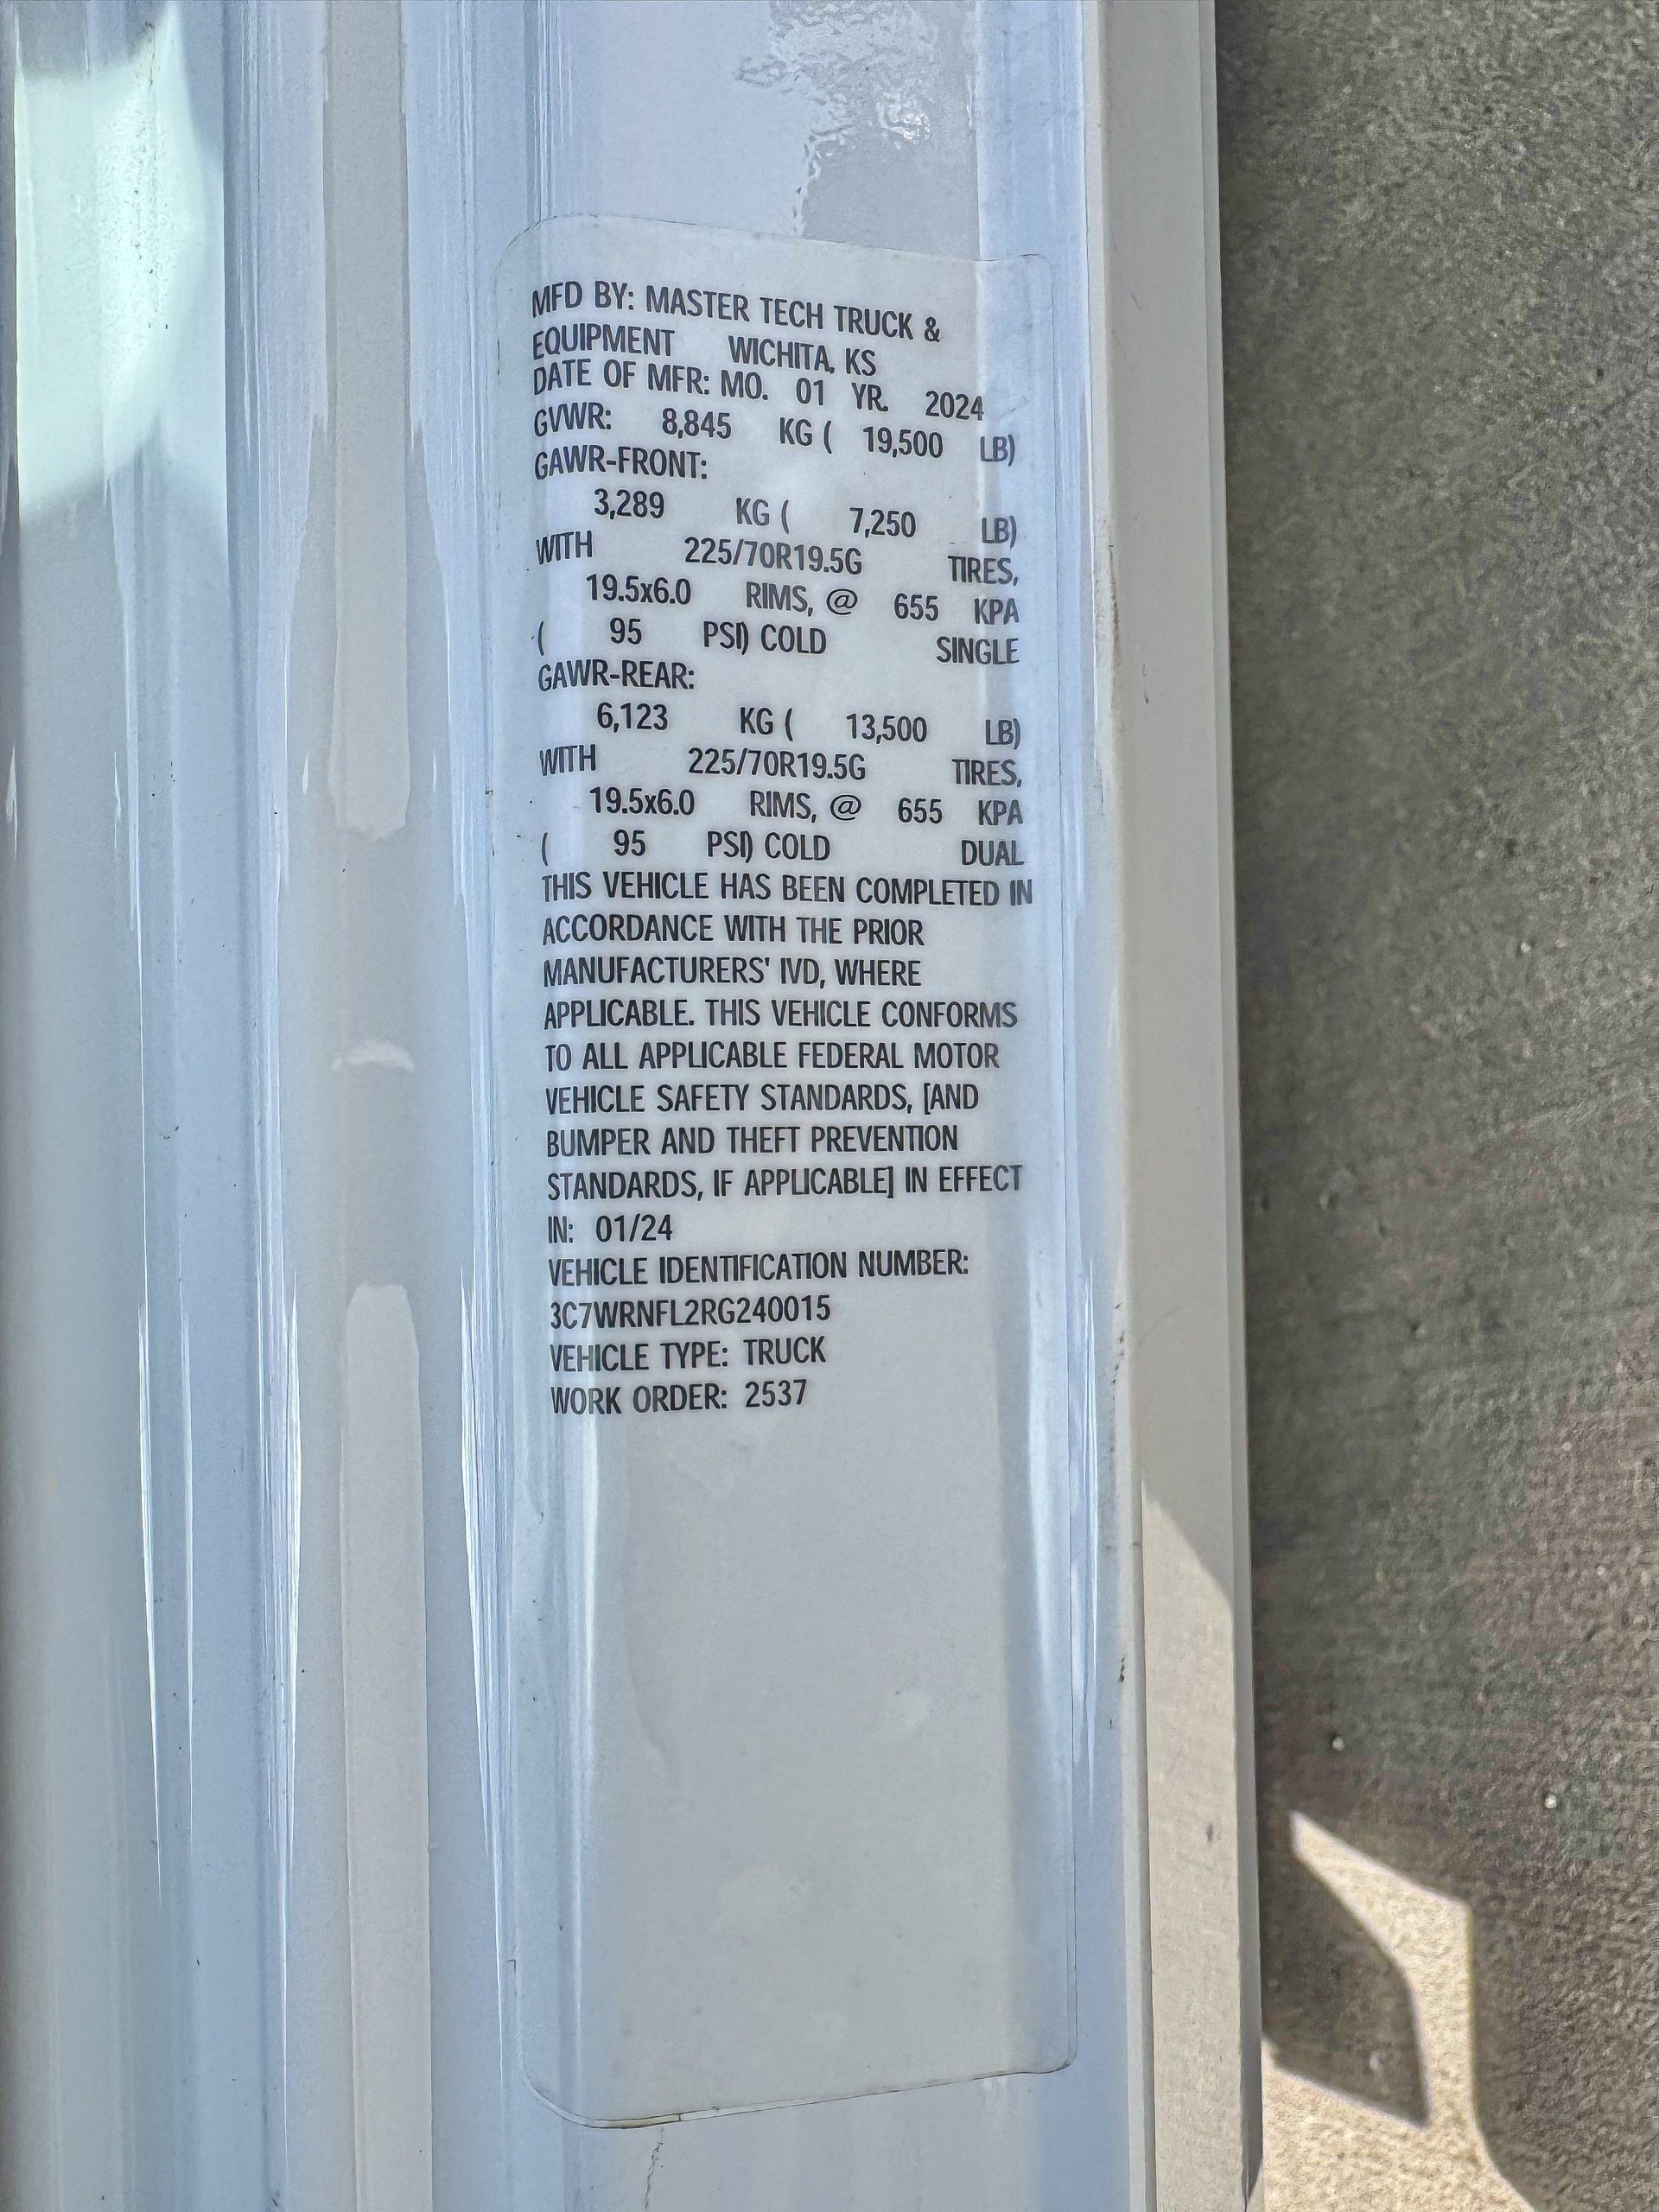 MFD BY: MASTER TECH TRUCK &
EQUIPMENT WICHITA, KS
DATE OF MFR: MO. 01 YR. 2024
GVWR: 8,845 KG ( 19,500 LB)
GAWR-FRONT:
3,289 KG ( 7,250 LB)
WITH 225/70R19.5G TIRES,
19.5x6.0 RIMS, @ 655 KPA
( 95 PSI) COLD SINGLE
GAWR-REAR:
6,123 KG ( 13,500 LB)
WITH 225/70R19.5G TIRES,
19.5x6.0 RIMS, @ 655 KPA
( 95 PSI) COLD DUAL
THIS VEHICLE HAS BEEN COMPLETED IN
ACCORDANCE WITH THE PRIOR
MANUFACTURERS' IVD, WHERE
APPLICABLE. THIS VEHICLE CONFORMS
TO ALL APPLICABLE FEDERAL MOTOR
VEHICLE SAFETY STANDARDS, [AND
BUMPER AND THEFT PREVENTION
STANDARDS, IF APPLICABLE] IN EFFECT
IN: 01/24
VEHICLE IDENTIFICATION NUMBER:
3C7WRNFL2RG240015
VEHICLE TYPE: TRUCK
WORK ORDER: 2537